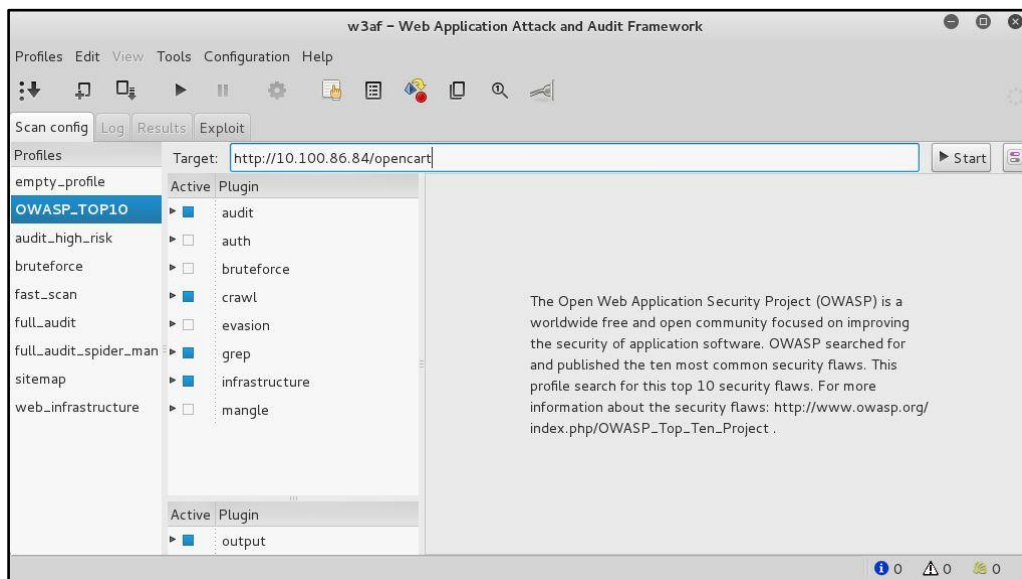 w3af - Web Application Attack and Audit Framework
Profiles Edit View Tools Configuration Help
Scan config Log Results Exploit
Profiles
empty_profile
OWASP_TOP10
audit_high_risk
bruteforce
fast_scan
full_audit
full_audit_spider_man
sitemap
web_infrastructure
Target: http://10.100.86.84/opencart Start
Active Plugin
audit
auth
bruteforce
crawl
evasion
grep
infrastructure
mangle
Active Plugin
output
The Open Web Application Security Project (OWASP) is a
worldwide free and open community focused on improving
the security of application software. OWASP searched for
and published the ten most common security flaws. This
profile search for this top 10 security flaws. For more
information about the security flaws: http://www.owasp.org/
index.php/OWASP_Top_Ten_Project .
0 0 0